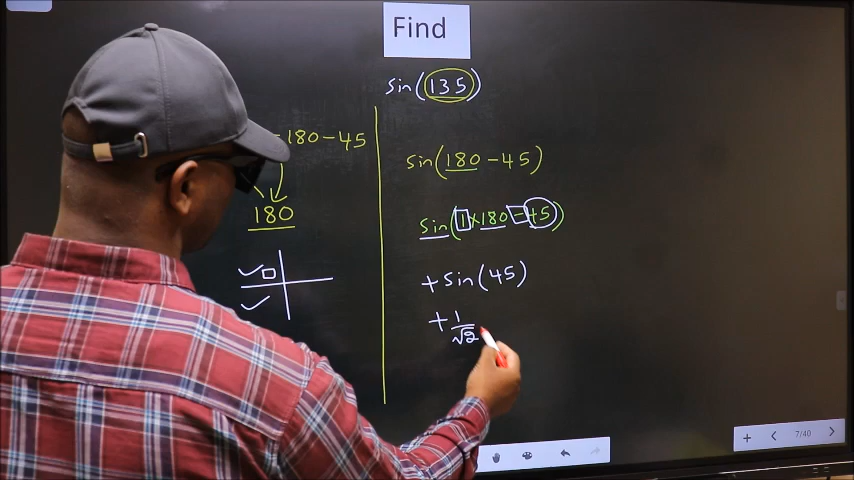 Find
sin(135)
180-45
180
sin(180-45)
sin(1×180-45)
+sin(45)
+1/√2
7/40